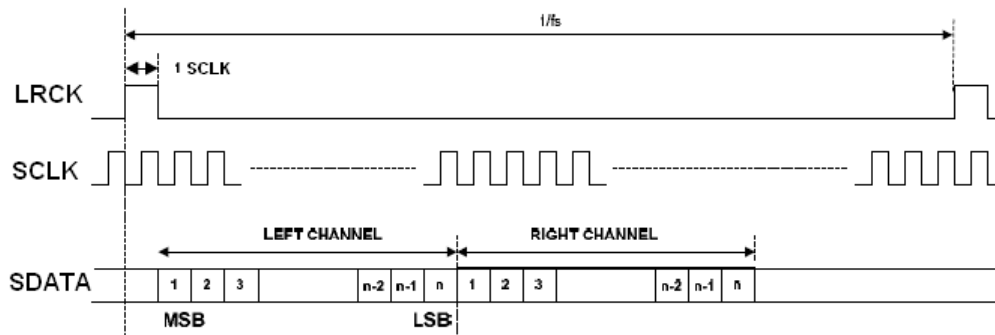 1/fs
1 SCLK
LRCK
SCLK
LEFT CHANNEL RIGHT CHANNEL
SDATA 1 2 3 n-2 n-1 n 1 2 3 n-2 n-1 n
MSB LSB